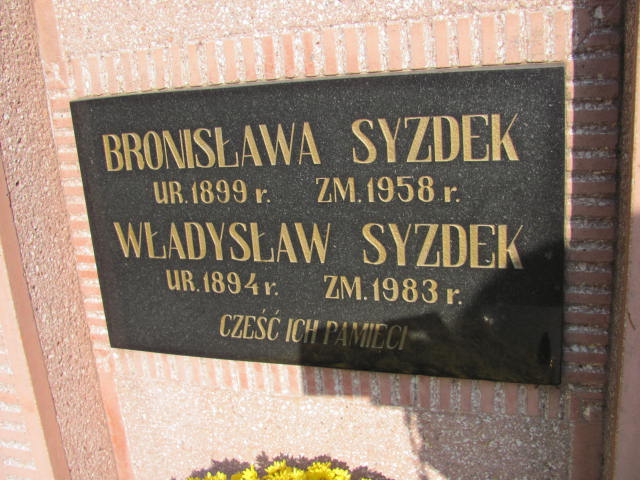 BRONISŁAWA SYZDEK
UR. 1899 r. ZM. 1958 r.
WŁADYSŁAW SYZDEK
UR. 1894 r. ZM. 1983 r.
CZEŚĆ ICH PAMIĘCI